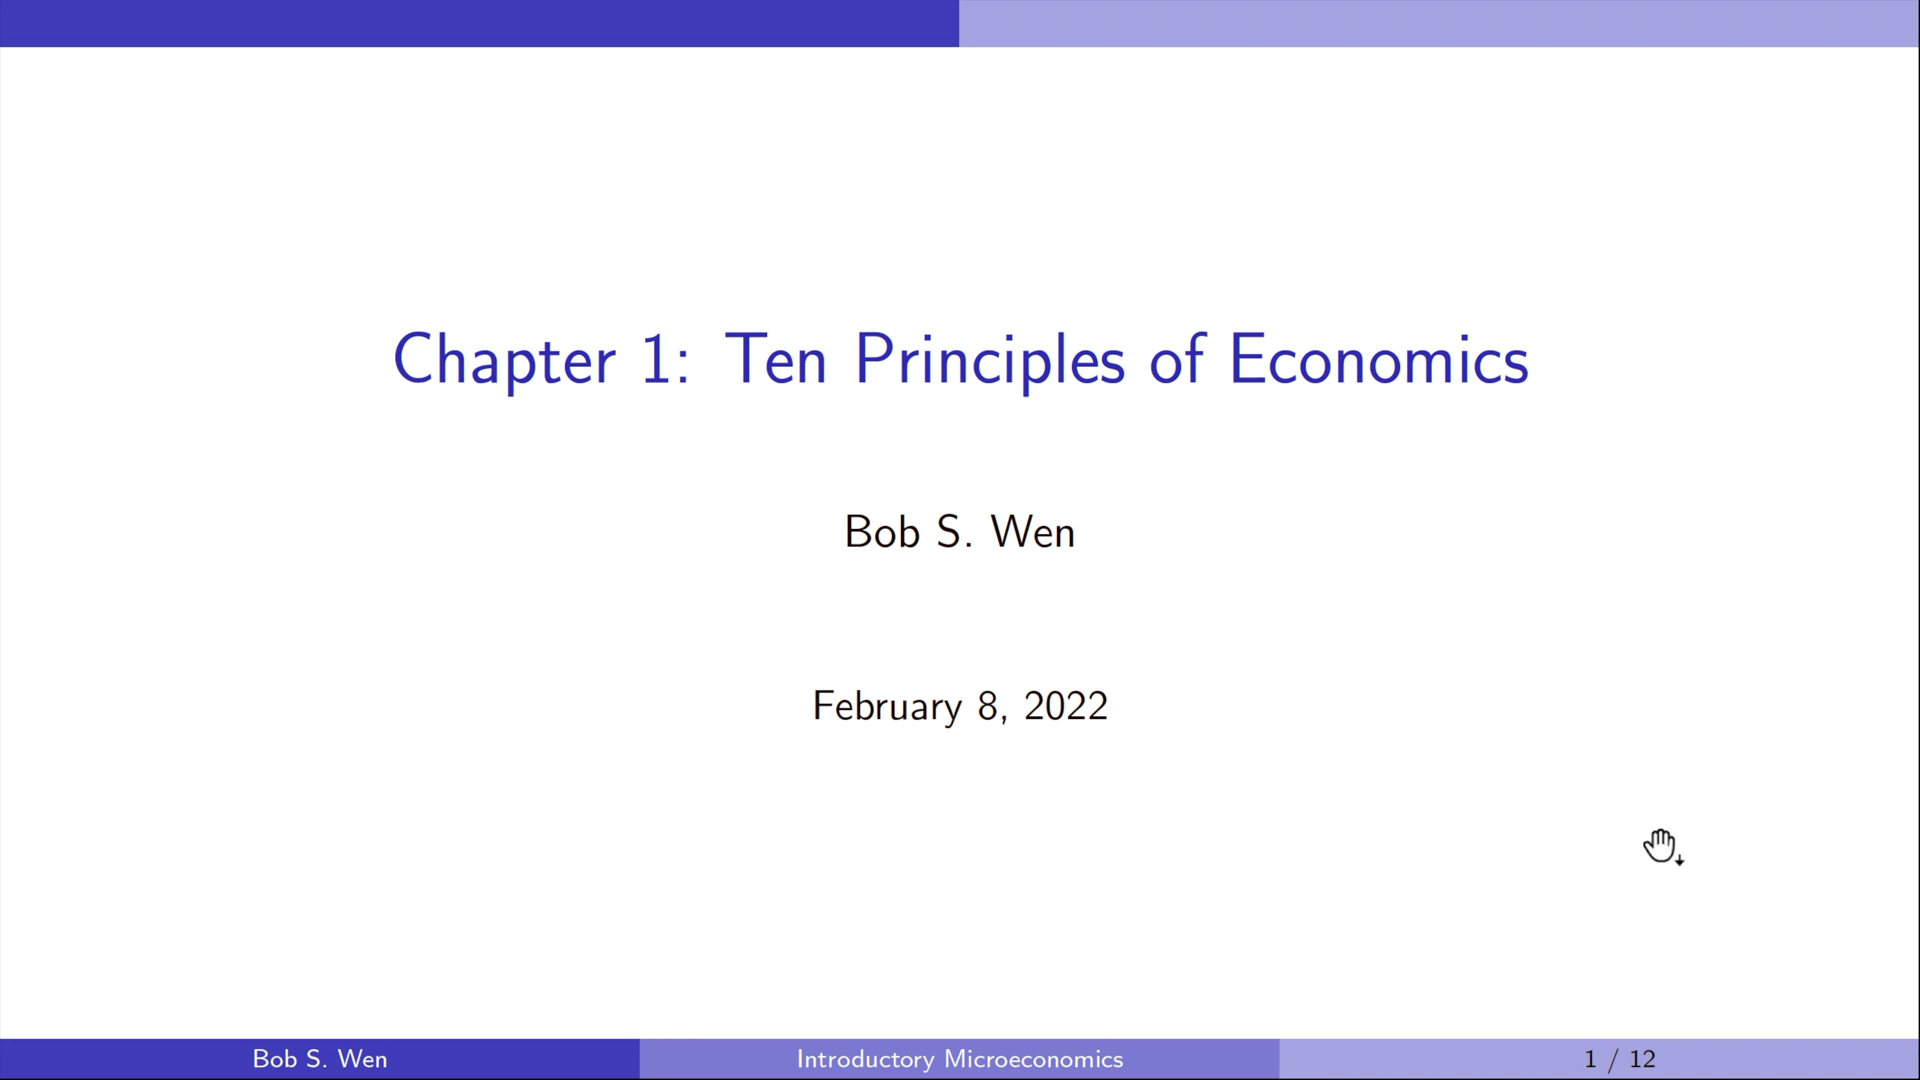 Chapter 1: Ten Principles of Economics
Bob S. Wen
February 8, 2022
Bob S. Wen
Introductory Microeconomics
1 / 12